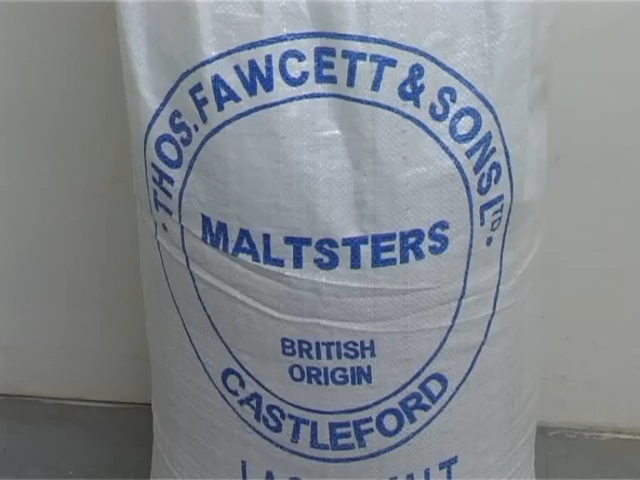 THOS. FAWCETT & SONS LTD.
MALTSTERS
BRITISH
ORIGIN
CASTLEFORD